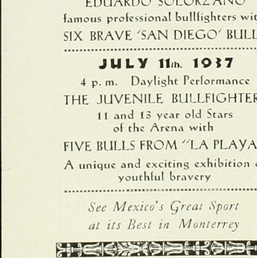 EDUARDO SOLORZANO
famous professional bullfighters wit
SIX BRAVE 'SAN DIEGO' BULL
JULY 11th. 1937
4 p. m. Daylight Performance
THE JUVENILE BULLFIGHTER
11 and 13 year old Stars
of the Arena with
FIVE BULLS FROM "LA PLAYA
A unique and exciting exhibition o
youthful bravery
See Mexico's Great Sport
at its Best in Monterrey